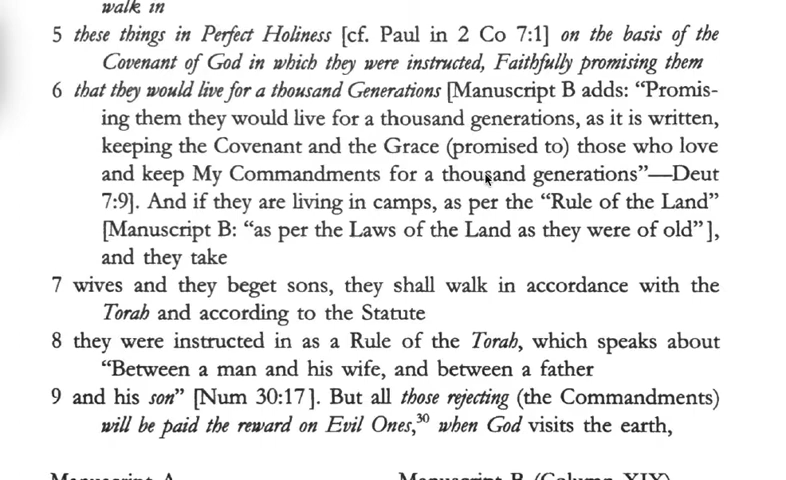 walk in
5 these things in Perfect Holiness [cf. Paul in 2 Co 7:1] on the basis of the
Covenant of God in which they were instructed, Faithfully promising them
6 that they would live for a thousand Generations [Manuscript B adds: “Promis-
ing them they would live for a thousand generations, as it is written,
keeping the Covenant and the Grace (promised to) those who love
and keep My Commandments for a thousand generations”—Deut
7:9]. And if they are living in camps, as per the “Rule of the Land”
[Manuscript B: “as per the Laws of the Land as they were of old”],
and they take
7 wives and they beget sons, they shall walk in accordance with the
Torah and according to the Statute
8 they were instructed in as a Rule of the Torah, which speaks about
“Between a man and his wife, and between a father
9 and his son” [Num 30:17]. But all those rejecting (the Commandments)
will be paid the reward on Evil Ones,³⁰ when God visits the earth,
Manuscript A Manuscript B (Column XIX)